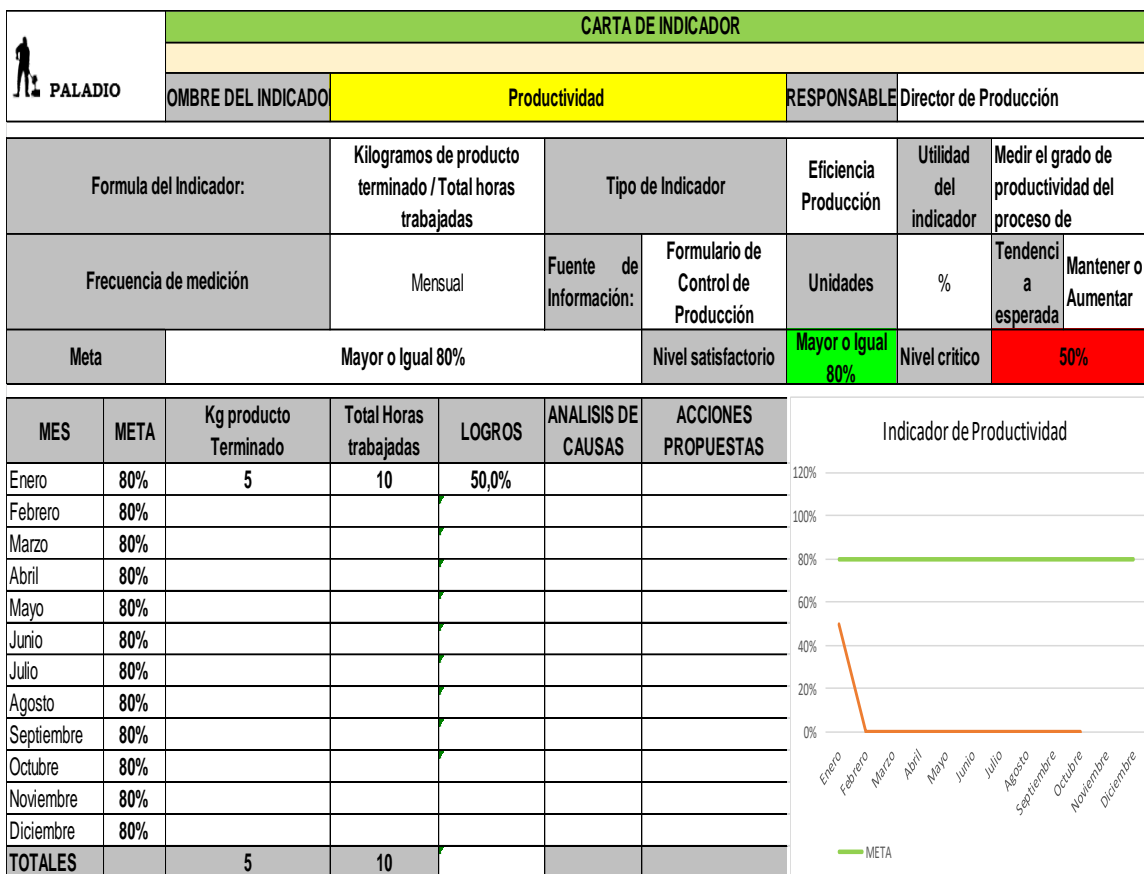 CARTA DE INDICADOR
PALADIO
OMBRE DEL INDICADO
Productividad
RESPONSABLE
Director de Producción
Formula del Indicador:
Kilogramos de producto
terminado / Total horas
trabajadas
Tipo de Indicador
Eficiencia
Producción
Utilidad
del
indicador
Medir el grado de
productividad del
proceso de
Frecuencia de medición
Mensual
Fuente de
Información:
Formulario de
Control de
Producción
Unidades
%
Tendenci
a
esperada
Mantener o
Aumentar
Meta
Mayor o Igual 80%
Nivel satisfactorio
Mayor o Igual
80%
Nivel critico
50%
MES
META
Kg producto
Terminado
Total Horas
trabajadas
LOGROS
ANALISIS DE
CAUSAS
ACCIONES
PROPUESTAS
Enero 80% 5 10 50,0%
Febrero 80%
Marzo 80%
Abril 80%
Mayo 80%
Junio 80%
Julio 80%
Agosto 80%
Septiembre 80%
Octubre 80%
Noviembre 80%
Diciembre 80%
TOTALES 5 10
Indicador de Productividad
120%
100%
80%
60%
40%
20%
0%
Enero
Febrero
Marzo
Abril
Mayo
Junio
Julio
Agosto
Septiembre
Octubre
Noviembre
Diciembre
META